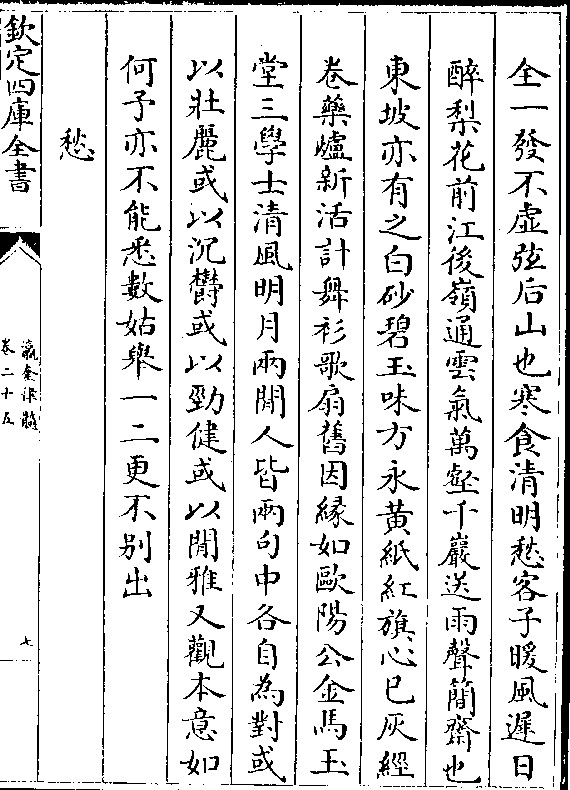 全一發不虛弦后山也寒食清明愁客子暖風遲日
醉梨花前江後嶺通雲氣萬壑千巖送雨聲簡齋也
東坡亦有之白砂碧玉味方永黃紙紅旗心已灰經
卷藥爐新活計舞衫歌扇舊因緣如歐陽公金馬玉
堂三學士清風明月兩閒人皆兩句中各自為對或
以壯麗或以沉鬱或以勁健或以閒雅又觀本意如
何予亦不能悉數姑舉一二更不别出
愁
欽定四庫全書
瀛奎律髓
卷二十五
七